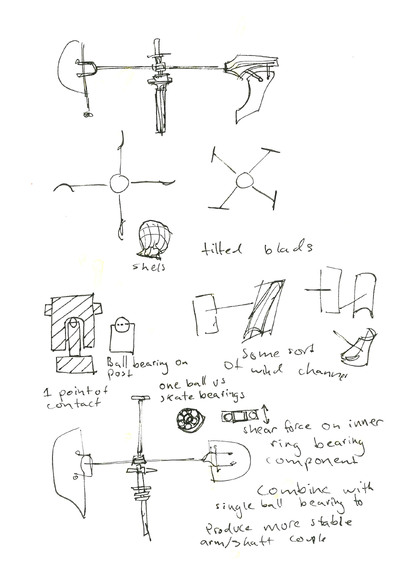 tilted blads
shels
Some sort
of wind channer
Ball bearing on
post
1 point of
contact
one ball vs
skate bearings
shear force on inner
ring bearing
component
Combine with
single ball bearing to
produce more stable
arm/shaft couple